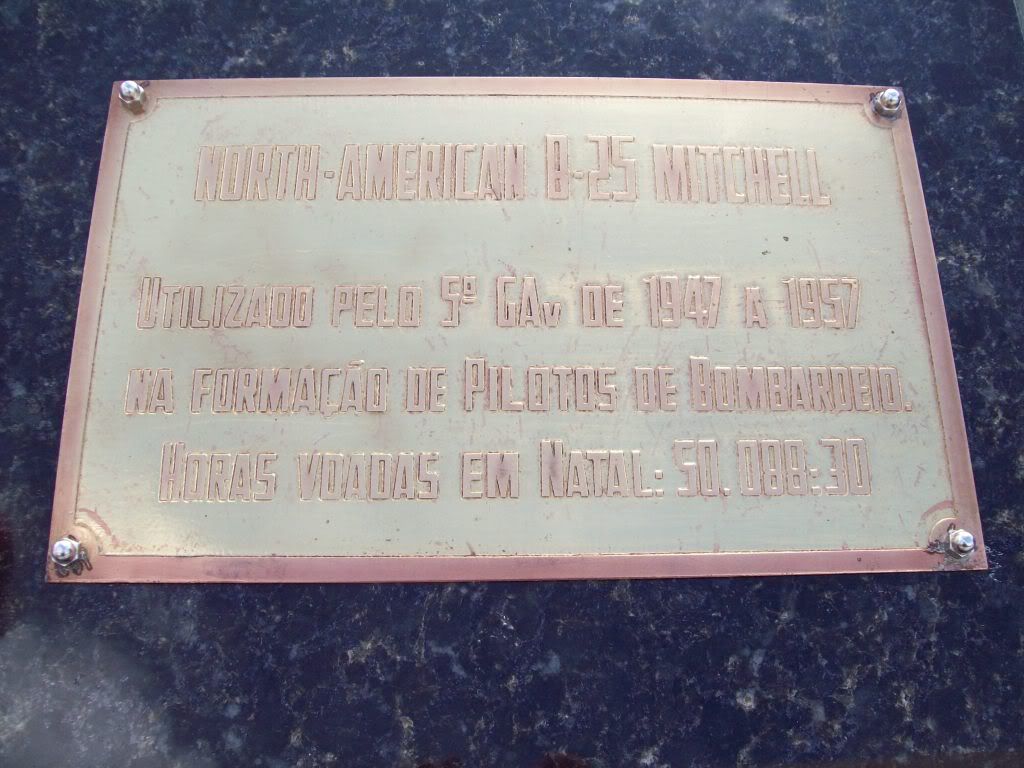 NORTH-AMERICAN B-25 MITCHELL
UTILIZADO PELO 5º GAv DE 1947 A 1957
NA FORMAÇÃO DE PILOTOS DE BOMBARDEIO.
HORAS VOADAS EM NATAL: 50.088:30